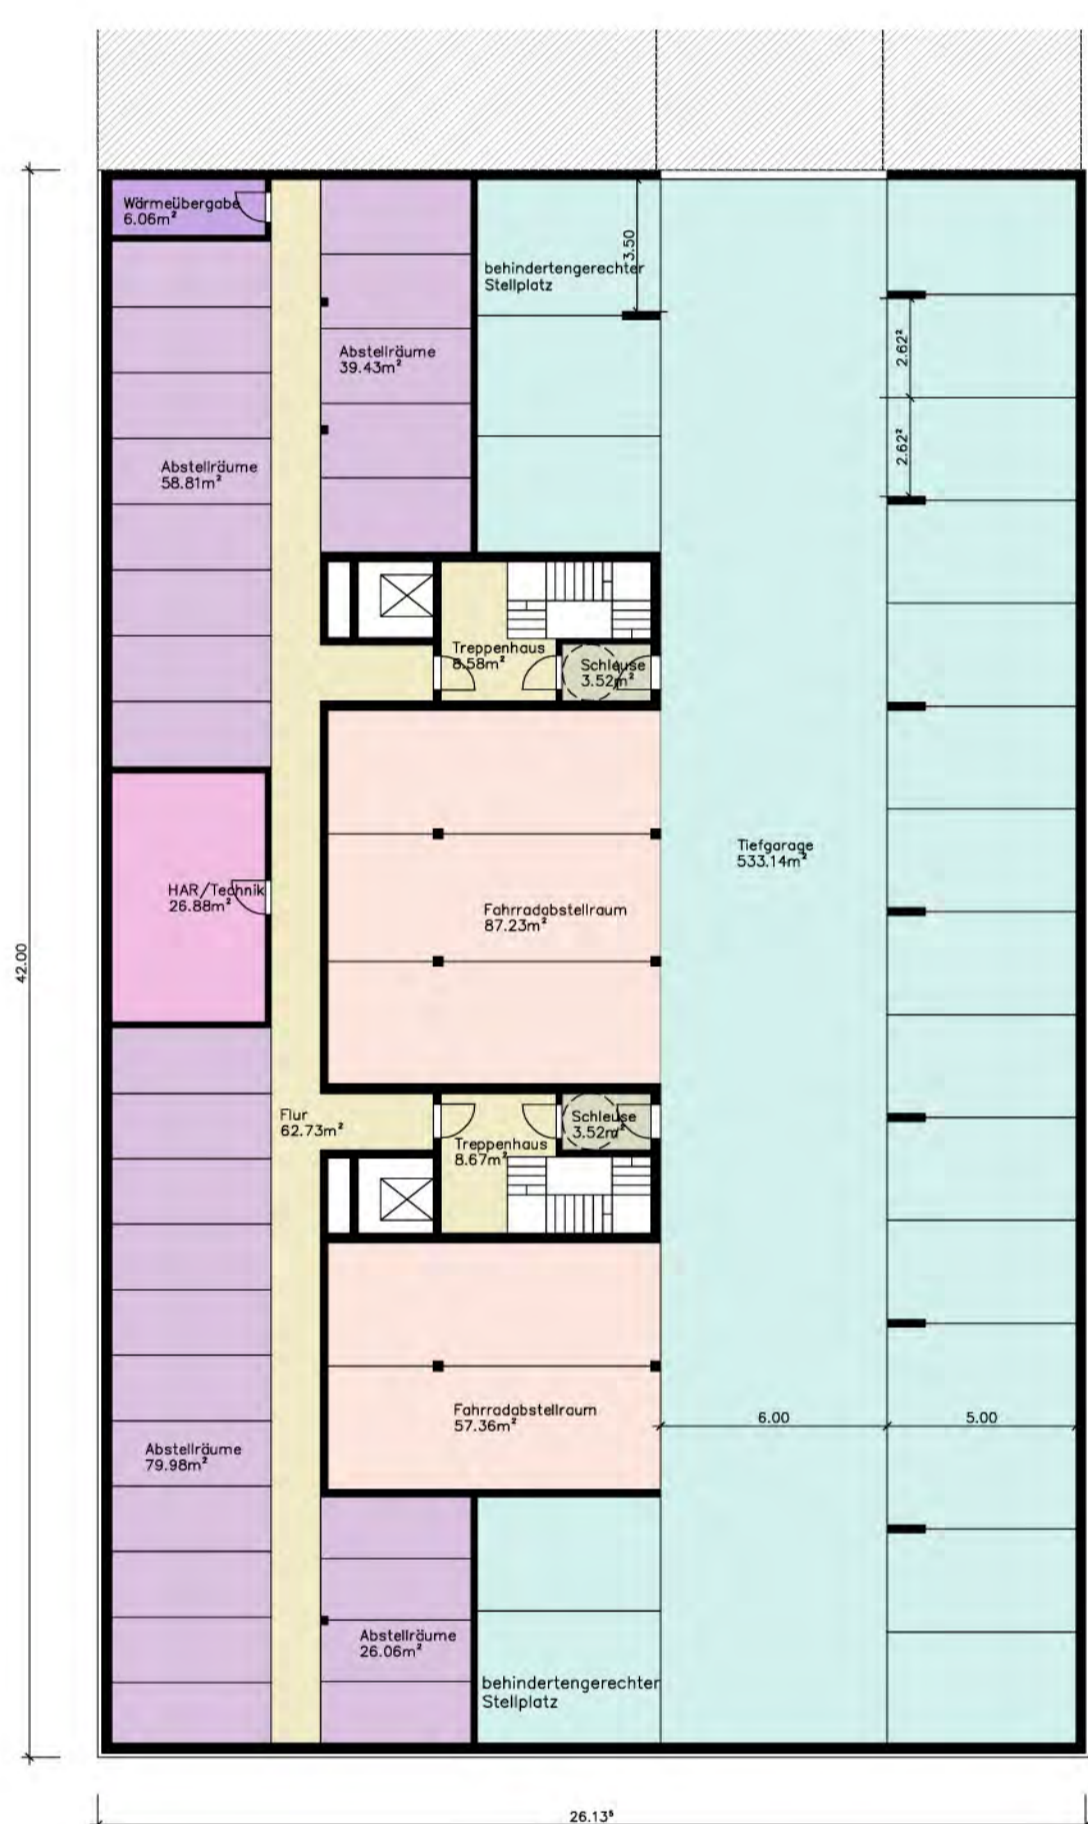 Wärmeübergabe
6.06m²
3.50
behindertengerechter
Stellplatz
Abstellräume
39.43m²
2.62²
2.62²
Abstellräume
58.81m²
Treppenhaus
8.58m²
Schleuse
3.52m²
Tiefgarage
533.14m²
HAR/Technik
26.88m²
Fahrradabstellraum
87.23m²
42.00
Flur
62.73m²
Schleuse
3.52m²
Treppenhaus
8.67m²
Fahrradabstellraum
57.36m²
6.00
5.00
Abstellräume
79.98m²
Abstellräume
26.06m²
behindertengerechter
Stellplatz
26.13⁵